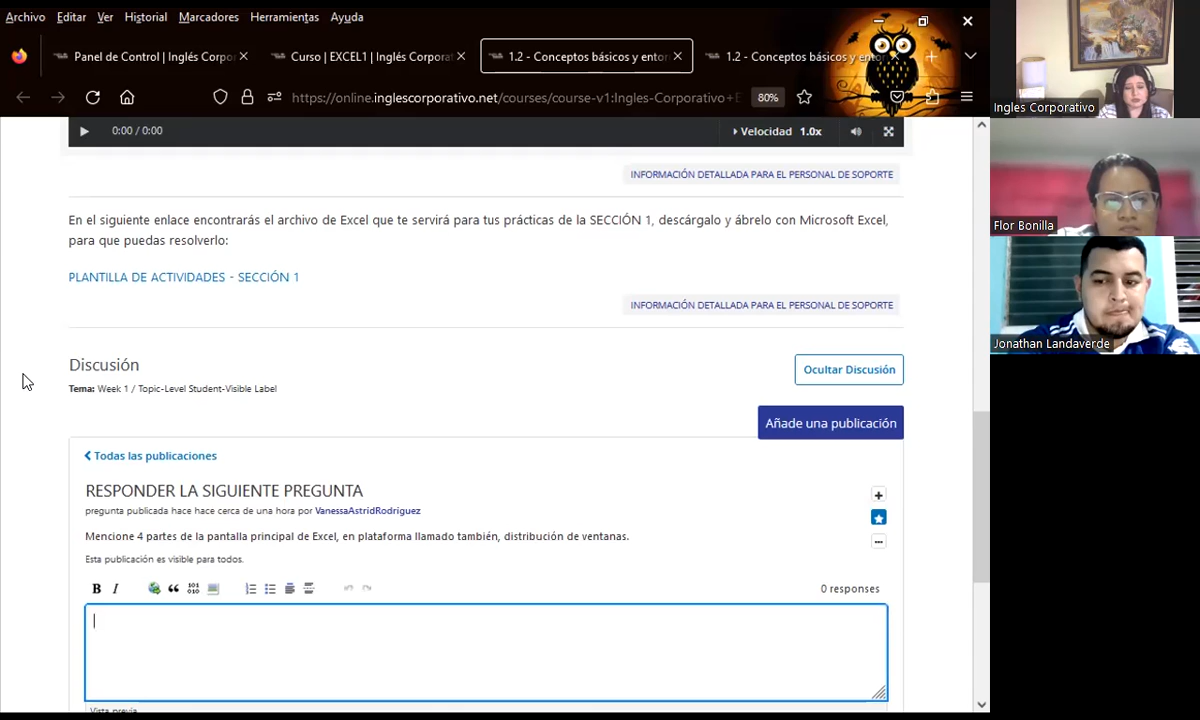 Archivo Editar Ver Historial Marcadores Herramientas Ayuda
Panel de Control | Inglés Corpo
Curso | EXCEL1 | Inglés Corporat
1.2 - Conceptos básicos y entor
1.2 - Conceptos básicos y ento
https://online.inglescorporativo.net/courses/course-v1:Ingles-Corporativo+E
80%
0:00 / 0:00
Velocidad 1.0x
INFORMACIÓN DETALLADA PARA EL PERSONAL DE SOPORTE
En el siguiente enlace encontrarás el archivo de Excel que te servirá para tus prácticas de la SECCIÓN 1, descárgalo y ábrelo con Microsoft Excel,
para que puedas resolverlo:
PLANTILLA DE ACTIVIDADES - SECCIÓN 1
INFORMACIÓN DETALLADA PARA EL PERSONAL DE SOPORTE
Discusión
Ocultar Discusión
Tema: Week 1 / Topic-Level Student-Visible Label
Añade una publicación
Todas las publicaciones
RESPONDER LA SIGUIENTE PREGUNTA
pregunta publicada hace hace cerca de una hora por VanessaAstridRodriguez
Mencione 4 partes de la pantalla principal de Excel, en plataforma llamado también, distribución de ventanas.
Esta publicación es visible para todos.
B I
0 responses
Vista previa
Ingles Corporativo
Flor Bonilla
Jonathan Landaverde